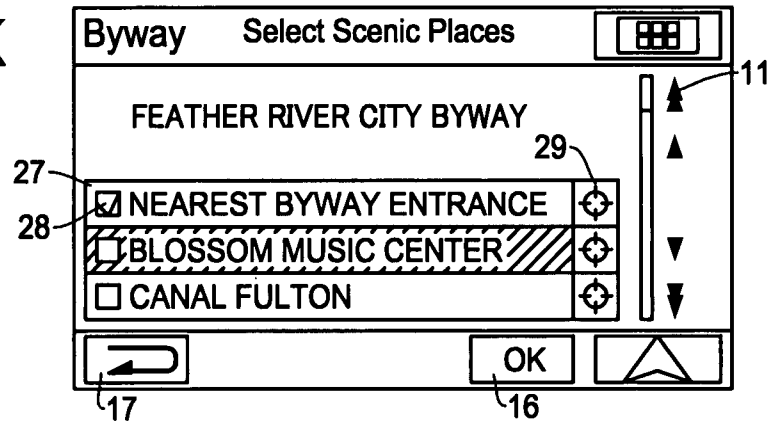 Byway Select Scenic Places
11
FEATHER RIVER CITY BYWAY
29
27
NEAREST BYWAY ENTRANCE
28
BLOSSOM MUSIC CENTER
CANAL FULTON
OK
17
16